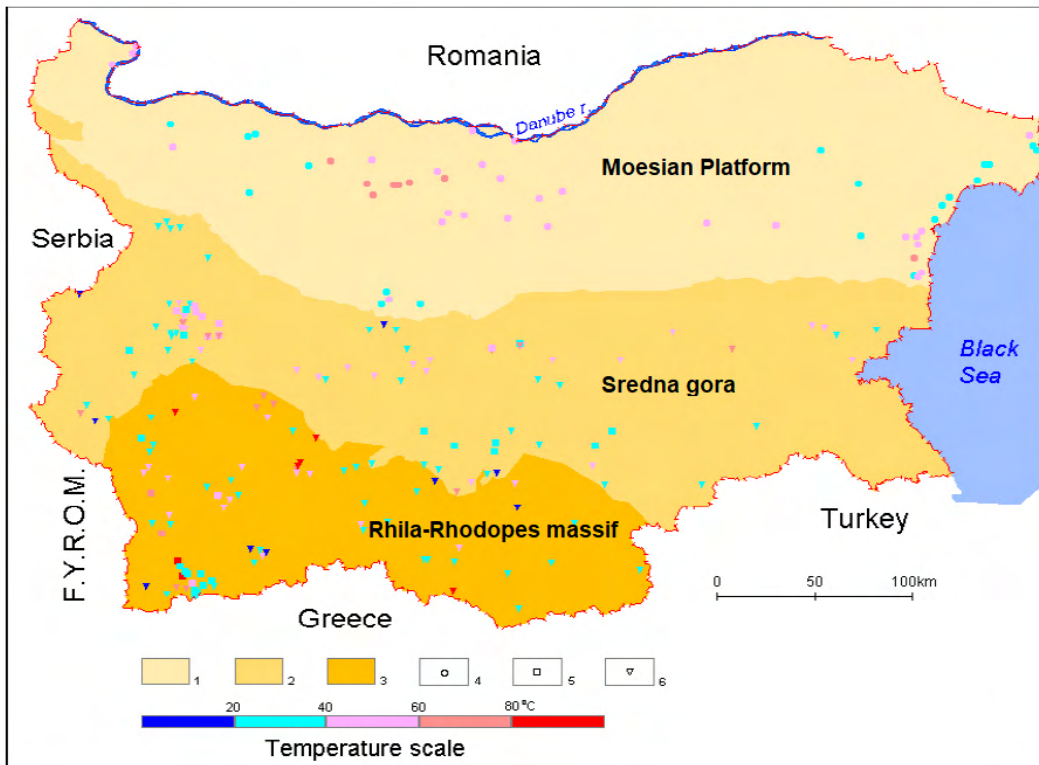 Romania
Danube r.
Moesian Platform
Serbia
Black
Sea
Sredna gora
F.Y.R.O.M.
Rhila-Rhodopes massif
Turkey
0 50 100km
Greece
1 2 3 4 5 6
20 40 60 80 °C
Temperature scale